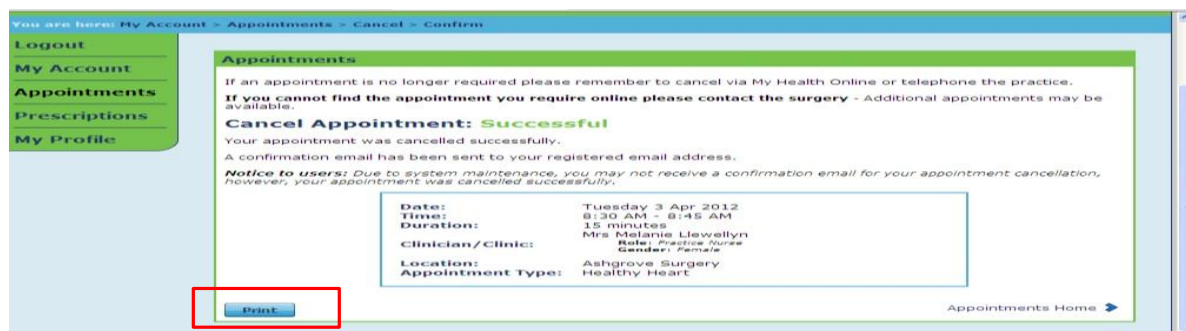 You are here: My Account > Appointments > Cancel > Confirm
Logout
My Account
Appointments
Prescriptions
My Profile
Appointments
If an appointment is no longer required please remember to cancel via My Health Online or telephone the practice.
If you cannot find the appointment you require online please contact the surgery - Additional appointments may be
available.
Cancel Appointment: Successful
Your appointment was cancelled successfully.
A confirmation email has been sent to your registered email address.
Notice to users: Due to system maintenance, you may not receive a confirmation email for your appointment cancellation,
however, your appointment was cancelled successfully.
Date: Tuesday 3 Apr 2012
Time: 8:30 AM - 8:45 AM
Duration: 15 minutes
Clinician/Clinic: Mrs Melanie Llewellyn
Role: Practice Nurse
Gender: Female
Location: Ashgrove Surgery
Appointment Type: Healthy Heart
Print
Appointments Home